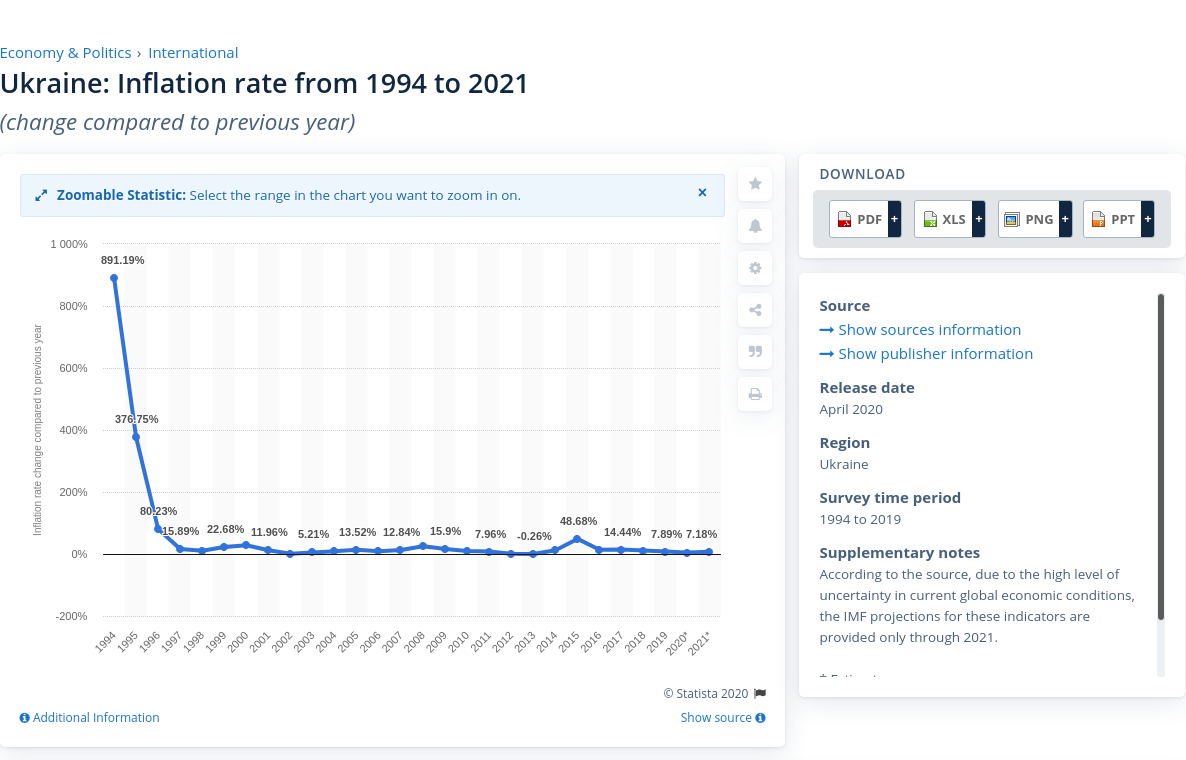 Economy & Politics › International
Ukraine: Inflation rate from 1994 to 2021
(change compared to previous year)
Zoomable Statistic: Select the range in the chart you want to zoom in on. ×
Inflation rate change compared to previous year
1 000%
800%
600%
400%
200%
0%
-200%
891.19%
376.75%
80.23%
15.89%
22.68%
11.96%
5.21%
13.52%
12.84%
15.9%
7.96%
-0.26%
48.68%
14.44%
7.89%
7.18%
1994
1995
1996
1997
1998
1999
2000
2001
2002
2003
2004
2005
2006
2007
2008
2009
2010
2011
2012
2013
2014
2015
2016
2017
2018
2019
2020*
2021*
© Statista 2020
Additional Information
Show source
DOWNLOAD
PDF +
XLS +
PNG +
PPT +
Source
Show sources information
Show publisher information
Release date
April 2020
Region
Ukraine
Survey time period
1994 to 2019
Supplementary notes
According to the source, due to the high level of
uncertainty in current global economic conditions,
the IMF projections for these indicators are
provided only through 2021.